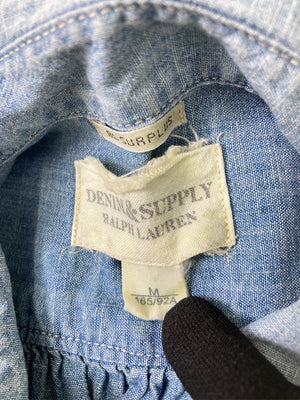 SURPLUS
DENIM & SUPPLY
RALPH LAUREN
M
165/92A